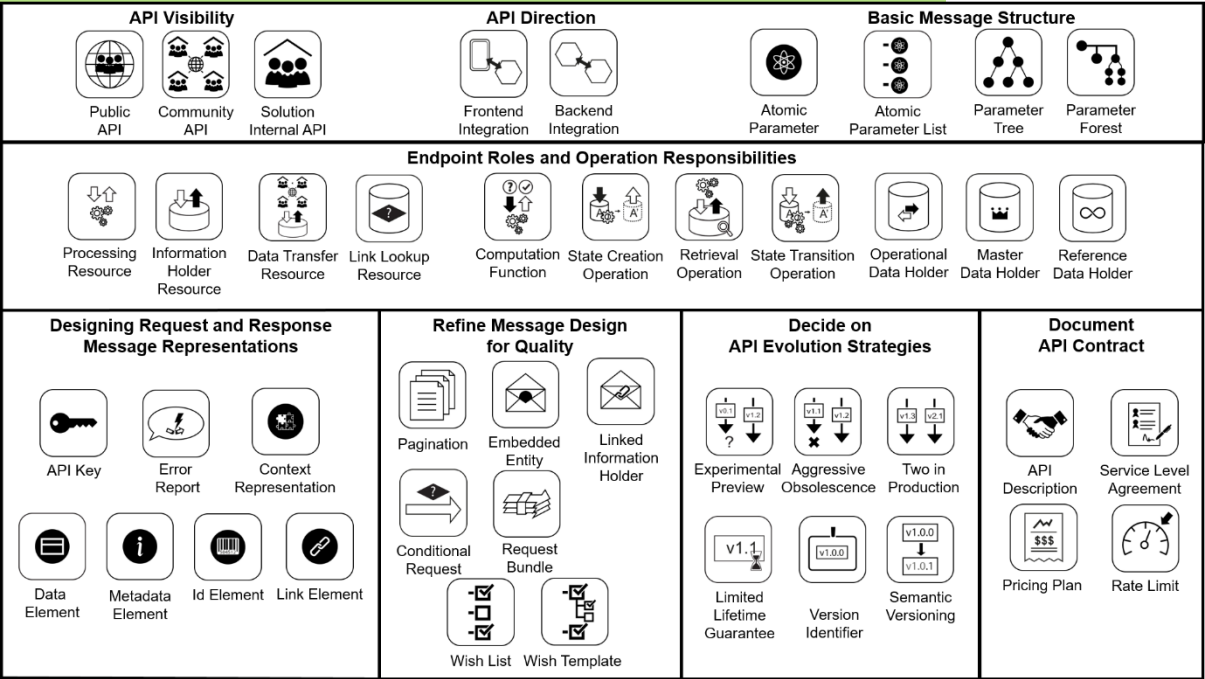 API Visibility
Public
API
Community
API
Solution
Internal API
API Direction
Frontend
Integration
Backend
Integration
Basic Message Structure
Atomic
Parameter
Atomic
Parameter List
Parameter
Tree
Parameter
Forest
Endpoint Roles and Operation Responsibilities
Processing
Resource
Information
Holder
Resource
Data Transfer
Resource
?
Link Lookup
Resource
?
Computation
Function
A
A'
State Creation
Operation
Retrieval
Operation
A
A'
State Transition
Operation
Operational
Data Holder
Master
Data Holder
Reference
Data Holder
Designing Request and Response
Message Representations
API Key
Error
Report
Context
Representation
Data
Element
i
Metadata
Element
Id Element
Link Element
Refine Message Design
for Quality
Pagination
Embedded
Entity
Linked
Information
Holder
?
Conditional
Request
Request
Bundle
Wish List
Wish Template
Decide on
API Evolution Strategies
v0.1
v1.2
?
Experimental
Preview
v1.1
v1.2
Aggressive
Obsolescence
v1.3
v2.1
Two in
Production
v1.1
Limited
Lifetime
Guarantee
v1.0.0
Version
Identifier
v1.0.0
v1.0.1
Semantic
Versioning
Document
API Contract
API
Description
Service Level
Agreement
$$$
Pricing Plan
Rate Limit